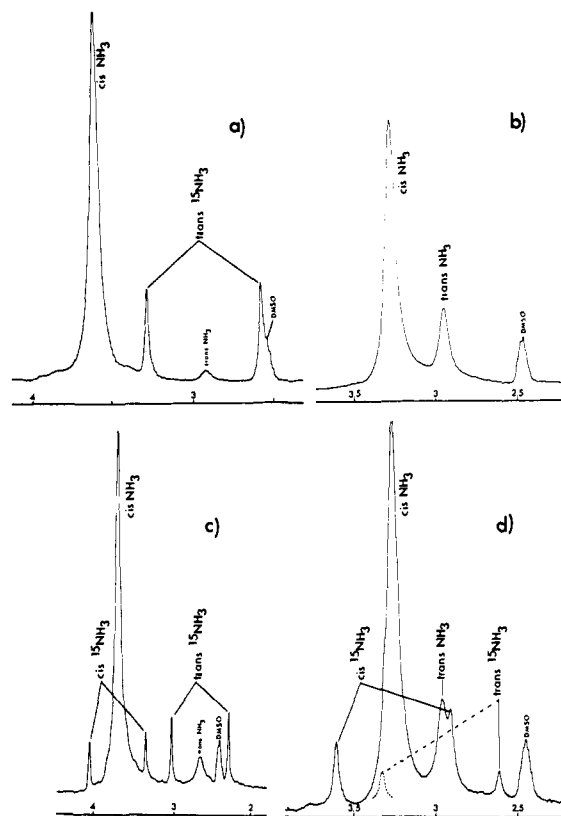 a)
cis NH₃
trans ¹⁵NH₃
trans NH₃
DMSO
4 3
b)
cis NH₃
trans NH₃
DMSO
3.5 3 2.5
c)
cis NH₃
cis ¹⁵NH₃
trans ¹⁵NH₃
trans NH₃
DMSO
4 3 2
d)
cis NH₃
cis ¹⁵NH₃
trans NH₃
trans ¹⁵NH₃
DMSO
3.5 3 2.5